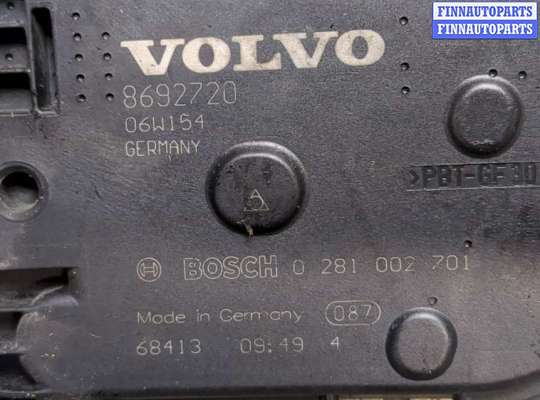 FINNAUTOPARTS
FINNAUTOPARTS
VOLVO
8692720
06W154
GERMANY
>PBT-GF30
BOSCH 0 281 002 701
Made in Germany 087
68413 09:49 4